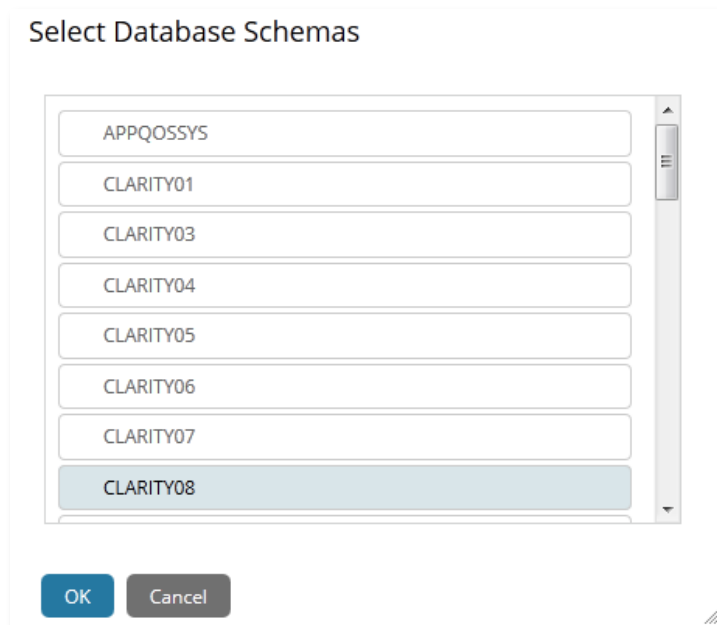 Select Database Schemas
APPQOSSYS
CLARITY01
CLARITY03
CLARITY04
CLARITY05
CLARITY06
CLARITY07
CLARITY08
OK Cancel